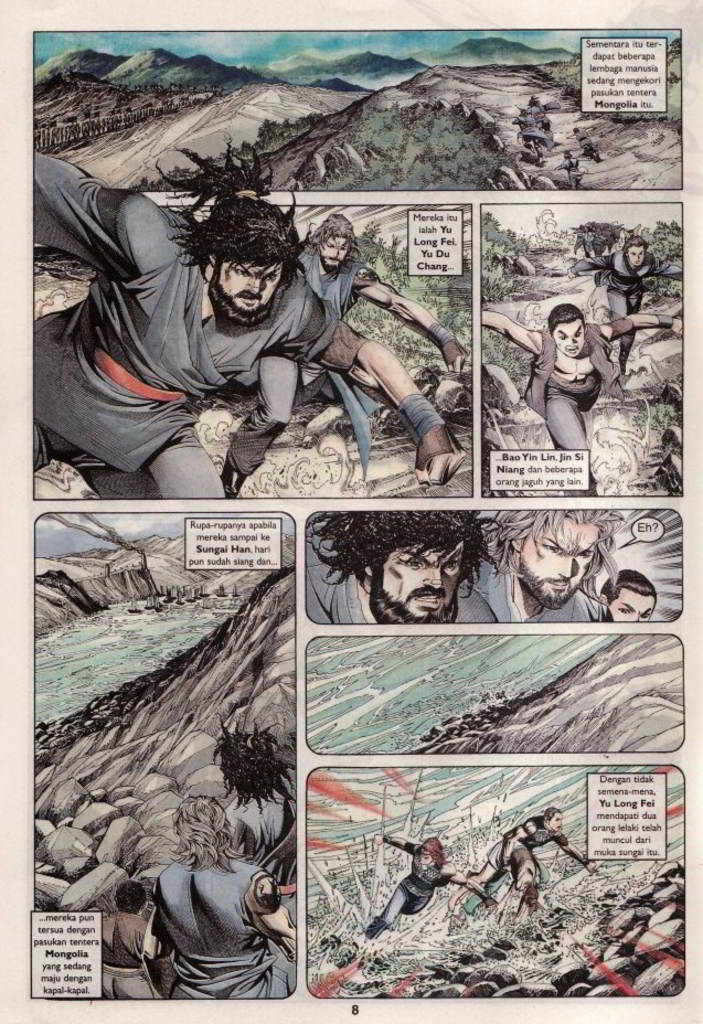 Sementara itu ter-
dapat beberapa
lembaga manusia
sedang mengekori
pasukan tentera
Mongolia itu.
Mereka itu
ialah Yu
Long Fei,
Yu Du
Chang...
...Bao Yin Lin, Jin Si
Niang dan beberapa
orang jaguh yang lain.
Rupa-rupanya apabila
mereka sampai ke
Sungai Han, hari
pun sudah siang dan...
...mereka pun
tersua dengan
pasukan tentera
Mongolia
yang sedang
maju dengan
kapal-kapal.
Eh?
Dengan tidak
semena-mena,
Yu Long Fei
mendapati dua
orang lelaki telah
muncul dari
muka sungai itu.
8